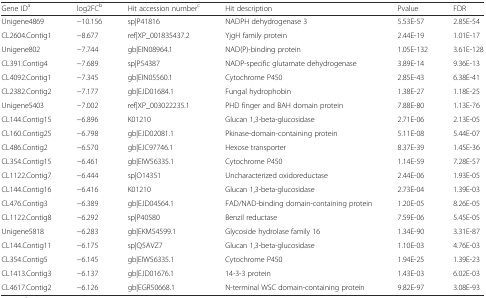 Gene IDa log2FCb Hit accession numberc Hit description Pvalue FDR
Unigene4869 −10.156 sp|P41816 NADPH dehydrogenase 3 5.53E-57 2.85E-54
CL2604.Contig1 −8.677 ref|XP_001835437.2 YjgH family protein 2.44E-19 1.01E-17
Unigene802 −7.744 gb|EIN08964.1 NAD(P)-binding protein 1.05E-132 3.61E-128
CL391.Contig4 −7.689 sp|P54387 NADP-specific glutamate dehydrogenase 3.89E-14 9.36E-13
CL4092.Contig1 −7.345 gb|EIN05560.1 Cytochrome P450 2.85E-43 6.38E-41
CL2382.Contig2 −7.177 gb|EJD01684.1 Fungal hydrophobin 1.38E-27 1.18E-25
Unigene5403 −7.002 ref|XP_003022235.1 PHD finger and BAH domain protein 7.88E-80 1.13E-76
CL144.Contig15 −6.896 K01210 Glucan 1,3-beta-glucosidase 2.71E-06 2.13E-05
CL160.Contig25 −6.798 gb|EJD02081.1 Pkinase-domain-containing protein 5.11E-08 5.44E-07
CL486.Contig2 −6.570 gb|EJC97746.1 Hexose transporter 8.37E-39 1.45E-36
CL354.Contig15 −6.461 gb|EIW56335.1 Cytochrome P450 1.14E-59 7.28E-57
CL1122.Contig7 −6.444 sp|O14351 Uncharacterized oxidoreductase 2.44E-06 1.93E-05
CL144.Contig16 −6.416 K01210 Glucan 1,3-beta-glucosidase 2.73E-04 1.39E-03
CL476.Contig3 −6.389 gb|EJD04564.1 FAD/NAD-binding domain-containing protein 1.20E-05 8.26E-05
CL1122.Contig8 −6.292 sp|P40580 Benzil reductase 7.59E-06 5.45E-05
Unigene5818 −6.283 gb|EKM54599.1 Glycoside hydrolase family 16 1.34E-90 3.31E-87
CL144.Contig11 −6.175 sp|Q5AVZ7 Glucan 1,3-beta-glucosidase 1.10E-03 4.76E-03
CL354.Contig5 −6.145 gb|EIW56335.1 Cytochrome P450 1.94E-25 1.39E-23
CL1413.Contig3 −6.137 gb|EJD01676.1 14-3-3 protein 1.43E-03 6.02E-03
CL4617.Contig2 −6.126 gb|EGR50668.1 N-terminal WSC domain-containing protein 9.82E-97 3.08E-93